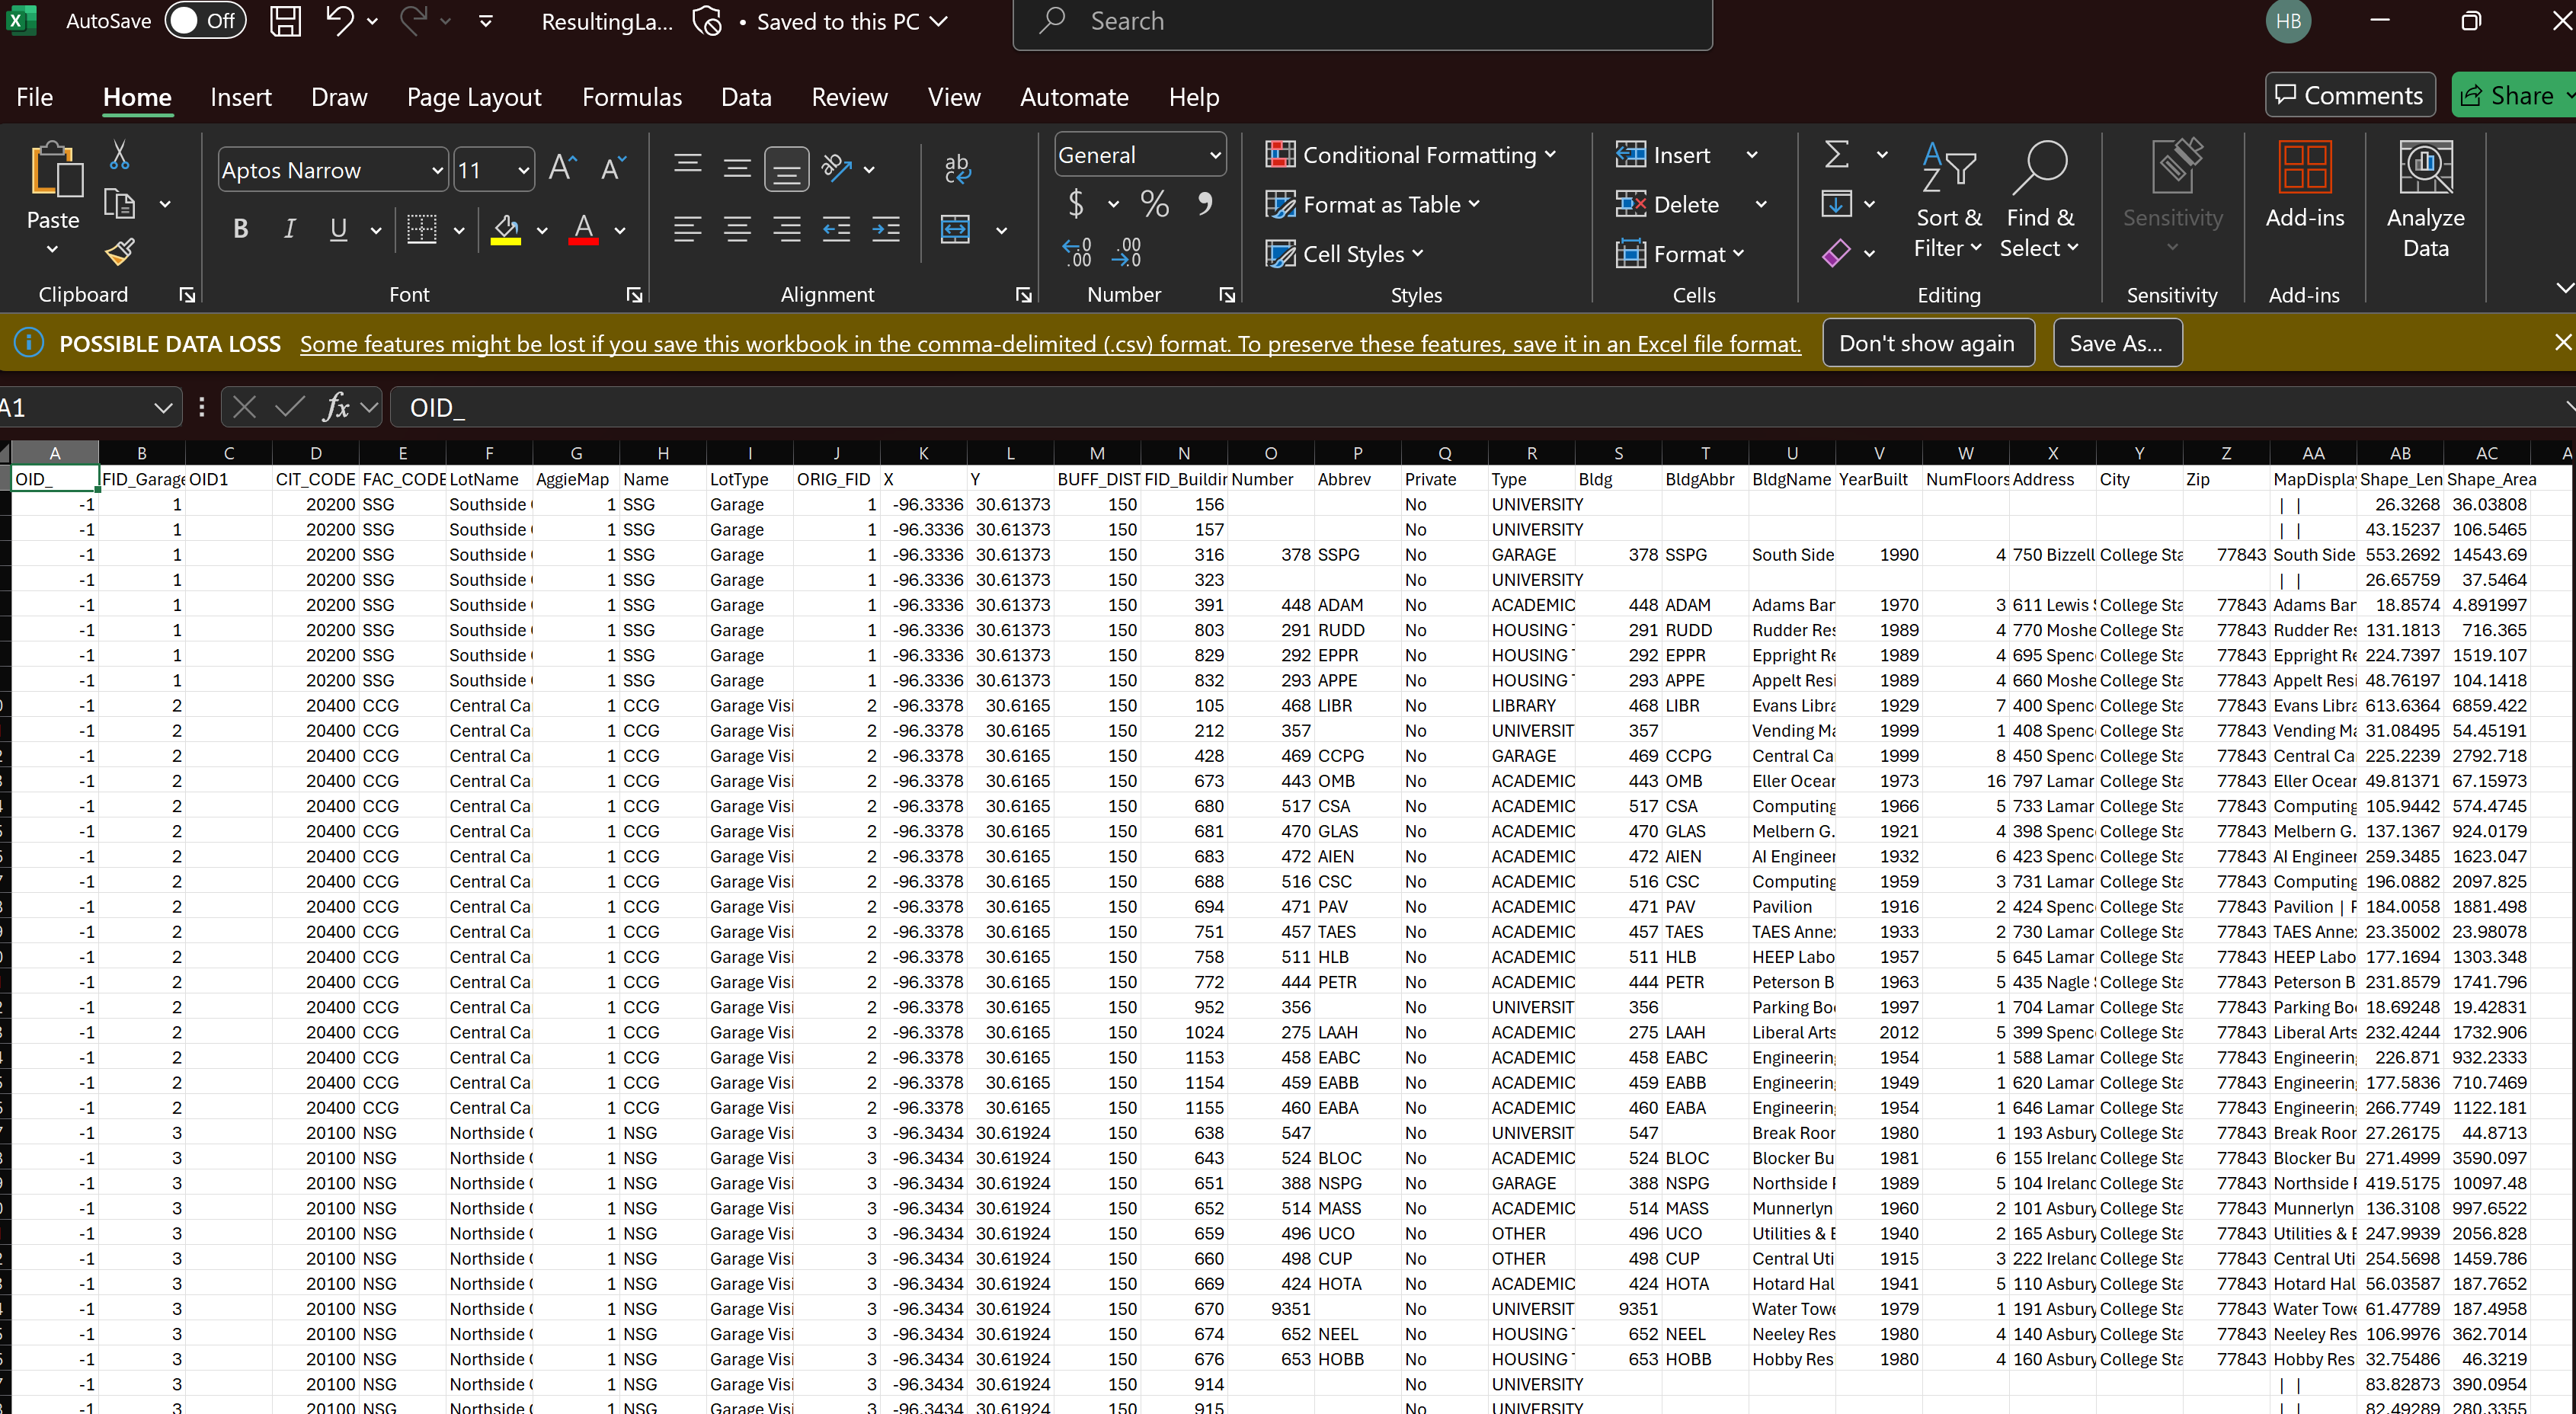 AutoSave Off ResultingLa... • Saved to this PC Search HB
File Home Insert Draw Page Layout Formulas Data Review View Automate Help Comments Share
Paste Aptos Narrow 11 General Conditional Formatting Insert
B I U $ % Format as Table Delete Sort & Filter Find & Select Sensitivity Add-ins Analyze Data
Cell Styles Format
Clipboard Font Alignment Number Styles Cells Editing Sensitivity Add-ins
POSSIBLE DATA LOSS Some features might be lost if you save this workbook in the comma-delimited (.csv) format. To preserve these features, save it in an Excel file format. Don't show again Save As...
A1 fx OID_
A B C D E F G H I J K L M N O P Q R S T U V W X Y Z AA AB AC
OID_ FID_Garage OID1 CIT_CODE FAC_CODE LotName AggieMap Name LotType ORIG_FID X Y BUFF_DIST FID_Buildin Number Abbrev Private Type Bldg BldgAbbr BldgName YearBuilt NumFloors Address City Zip MapDisplay Shape_Len Shape_Area
-1 1 20200 SSG Southside 1 SSG Garage 1 -96.3336 30.61373 150 156 No UNIVERSITY | | 26.3268 36.03808
-1 1 20200 SSG Southside 1 SSG Garage 1 -96.3336 30.61373 150 157 No UNIVERSITY | | 43.15237 106.5465
-1 1 20200 SSG Southside 1 SSG Garage 1 -96.3336 30.61373 150 316 378 SSPG No GARAGE 378 SSPG South Side 1990 4 750 Bizzell College Sta 77843 South Side 553.2692 14543.69
-1 1 20200 SSG Southside 1 SSG Garage 1 -96.3336 30.61373 150 323 No UNIVERSITY | | 26.65759 37.5464
-1 1 20200 SSG Southside 1 SSG Garage 1 -96.3336 30.61373 150 391 448 ADAM No ACADEMIC 448 ADAM Adams Ban 1970 3 611 Lewis College Sta 77843 Adams Ban 18.8574 4.891997
-1 1 20200 SSG Southside 1 SSG Garage 1 -96.3336 30.61373 150 803 291 RUDD No HOUSING 291 RUDD Rudder Res 1989 4 770 Moshe College Sta 77843 Rudder Res 131.1813 716.365
-1 1 20200 SSG Southside 1 SSG Garage 1 -96.3336 30.61373 150 829 292 EPPR No HOUSING 292 EPPR Eppright Re 1989 4 695 Spenc College Sta 77843 Eppright Re 224.7397 1519.107
-1 1 20200 SSG Southside 1 SSG Garage 1 -96.3336 30.61373 150 832 293 APPE No HOUSING 293 APPE Appelt Resi 1989 4 660 Moshe College Sta 77843 Appelt Resi 48.76197 104.1418
-1 2 20400 CCG Central Ca 1 CCG Garage Visi 2 -96.3378 30.6165 150 105 468 LIBR No LIBRARY 468 LIBR Evans Libra 1929 7 400 Spenc College Sta 77843 Evans Libra 613.6364 6859.422
-1 2 20400 CCG Central Ca 1 CCG Garage Visi 2 -96.3378 30.6165 150 212 357 No UNIVERSIT 357 Vending Ma 1999 1 408 Spenc College Sta 77843 Vending Ma 31.08495 54.45191
-1 2 20400 CCG Central Ca 1 CCG Garage Visi 2 -96.3378 30.6165 150 428 469 CCPG No GARAGE 469 CCPG Central Ca 1999 8 450 Spenc College Sta 77843 Central Ca 225.2239 2792.718
-1 2 20400 CCG Central Ca 1 CCG Garage Visi 2 -96.3378 30.6165 150 673 443 OMB No ACADEMIC 443 OMB Eller Ocean 1973 16 797 Lamar College Sta 77843 Eller Ocean 49.81371 67.15973
-1 2 20400 CCG Central Ca 1 CCG Garage Visi 2 -96.3378 30.6165 150 680 517 CSA No ACADEMIC 517 CSA Computing 1966 5 733 Lamar College Sta 77843 Computing 105.9442 574.4745
-1 2 20400 CCG Central Ca 1 CCG Garage Visi 2 -96.3378 30.6165 150 681 470 GLAS No ACADEMIC 470 GLAS Melbern G. 1921 4 398 Spenc College Sta 77843 Melbern G. 137.1367 924.0179
-1 2 20400 CCG Central Ca 1 CCG Garage Visi 2 -96.3378 30.6165 150 683 472 AIEN No ACADEMIC 472 AIEN AI Engineer 1932 6 423 Spenc College Sta 77843 AI Engineer 259.3485 1623.047
-1 2 20400 CCG Central Ca 1 CCG Garage Visi 2 -96.3378 30.6165 150 688 516 CSC No ACADEMIC 516 CSC Computing 1959 3 731 Lamar College Sta 77843 Computing 196.0882 2097.825
-1 2 20400 CCG Central Ca 1 CCG Garage Visi 2 -96.3378 30.6165 150 694 471 PAV No ACADEMIC 471 PAV Pavilion 1916 2 424 Spenc College Sta 77843 Pavilion | P 184.0058 1881.498
-1 2 20400 CCG Central Ca 1 CCG Garage Visi 2 -96.3378 30.6165 150 751 457 TAES No ACADEMIC 457 TAES TAES Annex 1933 2 730 Lamar College Sta 77843 TAES Annex 23.35002 23.98078
-1 2 20400 CCG Central Ca 1 CCG Garage Visi 2 -96.3378 30.6165 150 758 511 HLB No ACADEMIC 511 HLB HEEP Labo 1957 5 645 Lamar College Sta 77843 HEEP Labo 177.1694 1303.348
-1 2 20400 CCG Central Ca 1 CCG Garage Visi 2 -96.3378 30.6165 150 772 444 PETR No ACADEMIC 444 PETR Peterson B 1963 5 435 Nagle College Sta 77843 Peterson B 231.8579 1741.796
-1 2 20400 CCG Central Ca 1 CCG Garage Visi 2 -96.3378 30.6165 150 952 356 No UNIVERSIT 356 Parking Boo 1997 1 704 Lamar College Sta 77843 Parking Boo 18.69248 19.42831
-1 2 20400 CCG Central Ca 1 CCG Garage Visi 2 -96.3378 30.6165 150 1024 275 LAAH No ACADEMIC 275 LAAH Liberal Arts 2012 5 399 Spenc College Sta 77843 Liberal Arts 232.4244 1732.906
-1 2 20400 CCG Central Ca 1 CCG Garage Visi 2 -96.3378 30.6165 150 1153 458 EABC No ACADEMIC 458 EABC Engineering 1954 1 588 Lamar College Sta 77843 Engineering 226.871 932.2333
-1 2 20400 CCG Central Ca 1 CCG Garage Visi 2 -96.3378 30.6165 150 1154 459 EABB No ACADEMIC 459 EABB Engineering 1949 1 620 Lamar College Sta 77843 Engineering 177.5836 710.7469
-1 2 20400 CCG Central Ca 1 CCG Garage Visi 2 -96.3378 30.6165 150 1155 460 EABA No ACADEMIC 460 EABA Engineering 1954 1 646 Lamar College Sta 77843 Engineering 266.7749 1122.181
-1 3 20100 NSG Northside 1 NSG Garage Visi 3 -96.3434 30.61924 150 638 547 No UNIVERSIT 547 Break Roor 1980 1 193 Asbury College Sta 77843 Break Roor 27.26175 44.8713
-1 3 20100 NSG Northside 1 NSG Garage Visi 3 -96.3434 30.61924 150 643 524 BLOC No ACADEMIC 524 BLOC Blocker Bu 1981 6 155 Ireland College Sta 77843 Blocker Bu 271.4999 3590.097
-1 3 20100 NSG Northside 1 NSG Garage Visi 3 -96.3434 30.61924 150 651 388 NSPG No GARAGE 388 NSPG Northside 1989 5 104 Ireland College Sta 77843 Northside 419.5175 10097.48
-1 3 20100 NSG Northside 1 NSG Garage Visi 3 -96.3434 30.61924 150 652 514 MASS No ACADEMIC 514 MASS Munnerlyn 1960 2 101 Asbury College Sta 77843 Munnerlyn 136.3108 997.6522
-1 3 20100 NSG Northside 1 NSG Garage Visi 3 -96.3434 30.61924 150 659 496 UCO No OTHER 496 UCO Utilities & E 1940 2 165 Asbury College Sta 77843 Utilities & E 247.9939 2056.828
-1 3 20100 NSG Northside 1 NSG Garage Visi 3 -96.3434 30.61924 150 660 498 CUP No OTHER 498 CUP Central Uti 1915 3 222 Ireland College Sta 77843 Central Uti 254.5698 1459.786
-1 3 20100 NSG Northside 1 NSG Garage Visi 3 -96.3434 30.61924 150 669 424 HOTA No ACADEMIC 424 HOTA Hotard Hal 1941 5 110 Asbury College Sta 77843 Hotard Hal 56.03587 187.7652
-1 3 20100 NSG Northside 1 NSG Garage Visi 3 -96.3434 30.61924 150 670 9351 No UNIVERSIT 9351 Water Towe 1979 1 191 Asbury College Sta 77843 Water Towe 61.47789 187.4958
-1 3 20100 NSG Northside 1 NSG Garage Visi 3 -96.3434 30.61924 150 674 652 NEEL No HOUSING 652 NEEL Neeley Res 1980 4 140 Asbury College Sta 77843 Neeley Res 106.9976 362.7014
-1 3 20100 NSG Northside 1 NSG Garage Visi 3 -96.3434 30.61924 150 676 653 HOBB No HOUSING 653 HOBB Hobby Res 1980 4 160 Asbury College Sta 77843 Hobby Res 32.75486 46.3219
-1 3 20100 NSG Northside 1 NSG Garage Visi 3 -96.3434 30.61924 150 914 No UNIVERSITY | | 83.82873 390.0954
-1 3 20100 NSG Northside 1 NSG Garage Visi 3 -96.3434 30.61924 150 915 No UNIVERSITY | | 82.49289 280.3355